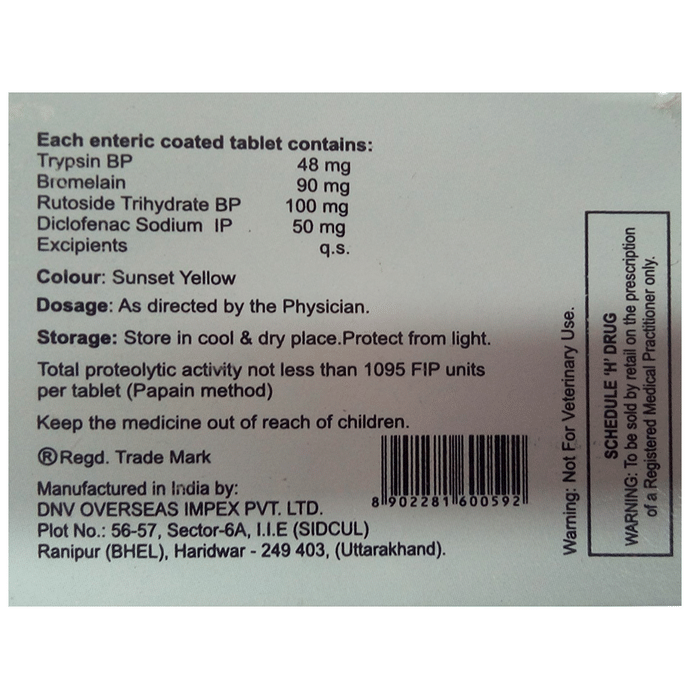 Each enteric coated tablet contains:
Trypsin BP 48 mg
Bromelain 90 mg
Rutoside Trihydrate BP 100 mg
Diclofenac Sodium IP 50 mg
Excipients q.s.
Colour: Sunset Yellow
Dosage: As directed by the Physician.
Storage: Store in cool & dry place.Protect from light.
Total proteolytic activity not less than 1095 FIP units
per tablet (Papain method)
Keep the medicine out of reach of children.
®Regd. Trade Mark
Manufactured in India by:
DNV OVERSEAS IMPEX PVT. LTD.
Plot No.: 56-57, Sector-6A, I.I.E (SIDCUL)
Ranipur (BHEL), Haridwar - 249 403, (Uttarakhand).
8 902281 600592
Warning: Not For Veterinary Use.
SCHEDULE 'H' DRUG
WARNING: To be sold by retail on the prescription
of a Registered Medical Practitioner only.